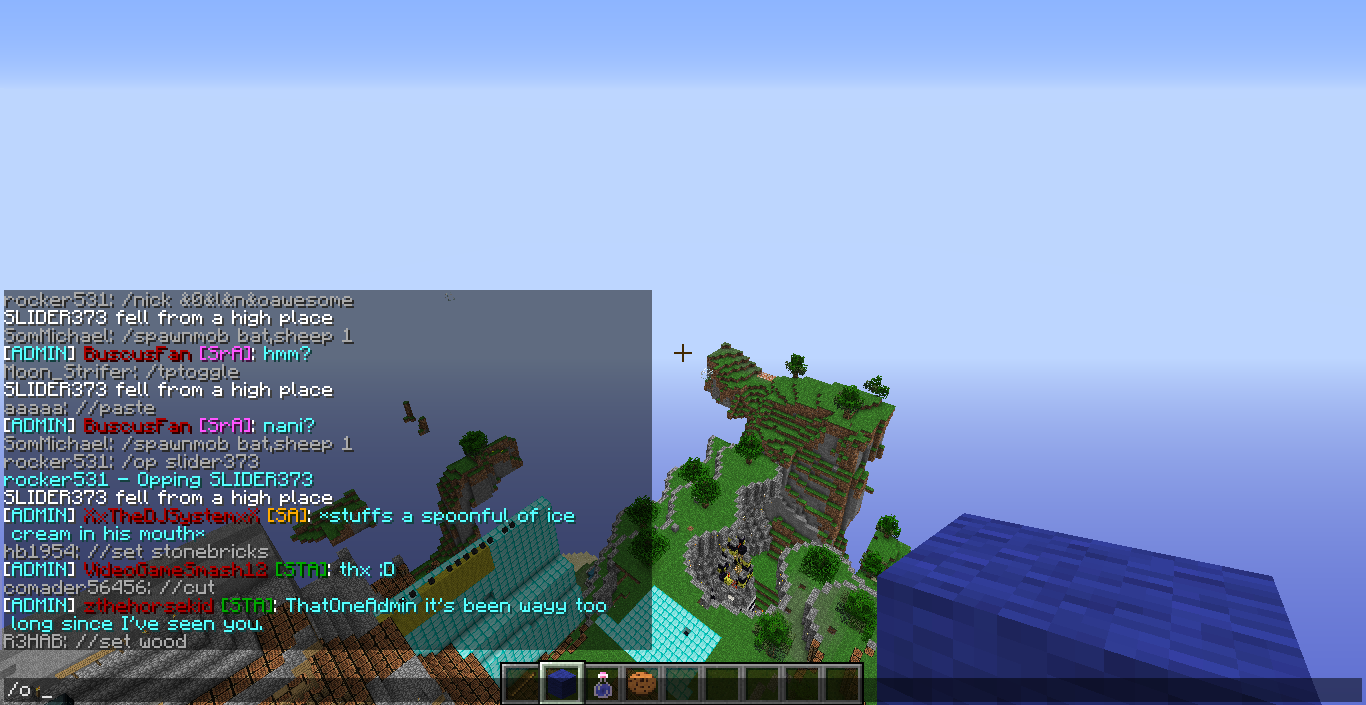 rocker531: /nick &0&l&n&oawesome
SLIDER373 fell from a high place
SomMichael: /spawnmob bat,sheep 1
[ADMIN] BuscusFan [SrA]: hmm?
Moon_Strifer: /tptoggle
SLIDER373 fell from a high place
aaaaa: //paste
[ADMIN] BuscusFan [SrA]: nani?
SomMichael: /spawnmob bat,sheep 1
rocker531: /op slider373
rocker531 - Opping SLIDER373
SLIDER373 fell from a high place
[ADMIN] XxTheDJSystemxX [SA]: *stuffs a spoonful of ice
cream in his mouth*
hb1954: //set stonebricks
[ADMIN] VideoGameSmash12 [STA]: thx :D
comader56456: //cut
[ADMIN] zthehorsekid [STA]: ThatOneAdmin it's been wayy too
long since I've seen you.
R3HAB: //set wood
/o _